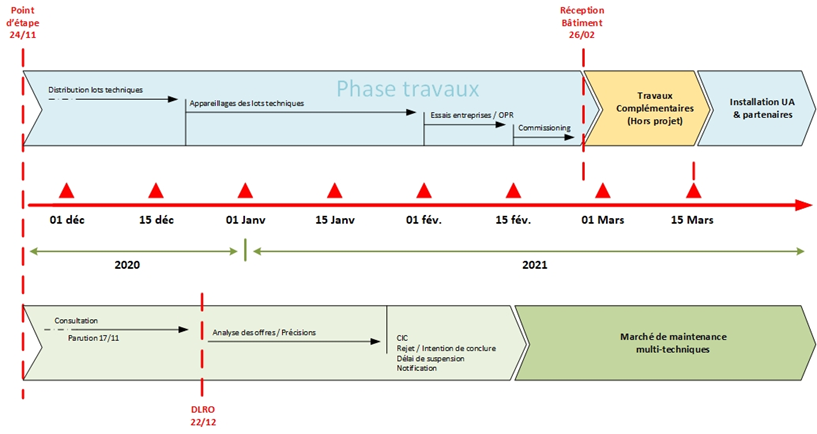 Point
d'étape
24/11
Réception
Bâtiment
26/02
Phase travaux
Distribution lots techniques
Appareillages des lots techniques
Essais entreprises / OPR
Commissioning
Travaux
Complémentaires
(Hors projet)
Installation UA
& partenaires
01 déc
15 déc
01 Janv
15 Janv
01 fév.
15 fév.
01 Mars
15 Mars
2020
2021
Consultation
Parution 17/11
Analyse des offres / Précisions
CIC
Rejet / Intention de conclure
Délai de suspension
Notification
Marché de maintenance
multi-techniques
DLRO
22/12